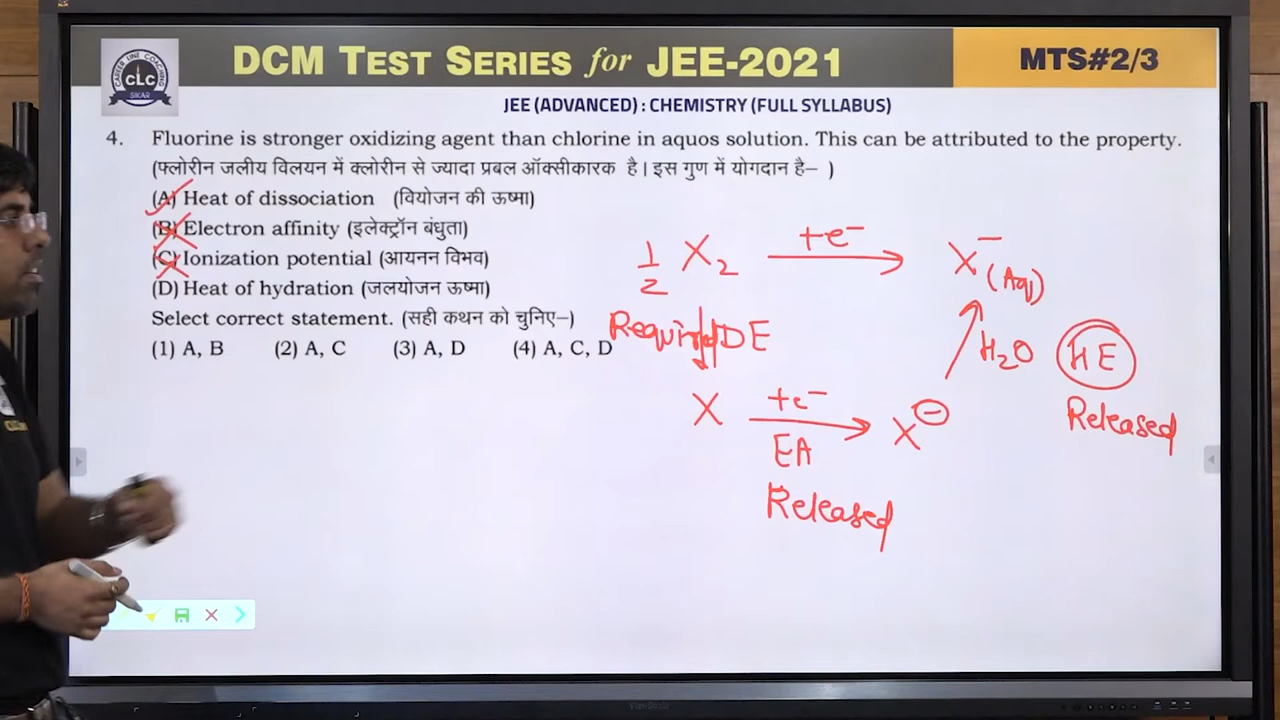 DCM TEST SERIES for JEE-2021
MTS#2/3
CAREER LINE COACHING
CLC
SIKAR
JEE (ADVANCED) : CHEMISTRY (FULL SYLLABUS)
4. Fluorine is stronger oxidizing agent than chlorine in aquos solution. This can be attributed to the property.
(फ्लोरीन जलीय विलयन में क्लोरीन से ज्यादा प्रबल ऑक्सीकारक है। इस गुण में योगदान है– )
(A) Heat of dissociation (वियोजन की ऊष्मा)
(B) Electron affinity (इलेक्ट्रॉन बंधुता)
(C) Ionization potential (आयनन विभव)
(D) Heat of hydration (जलयोजन ऊष्मा)
Select correct statement. (सही कथन को चुनिए–)
(1) A, B (2) A, C (3) A, D (4) A, C, D
1/2 X₂ +e⁻ → X⁻(Aq)
Required DE
H₂O HE
Released
X +e⁻ → X⊖
EA
Released
ViewSonic